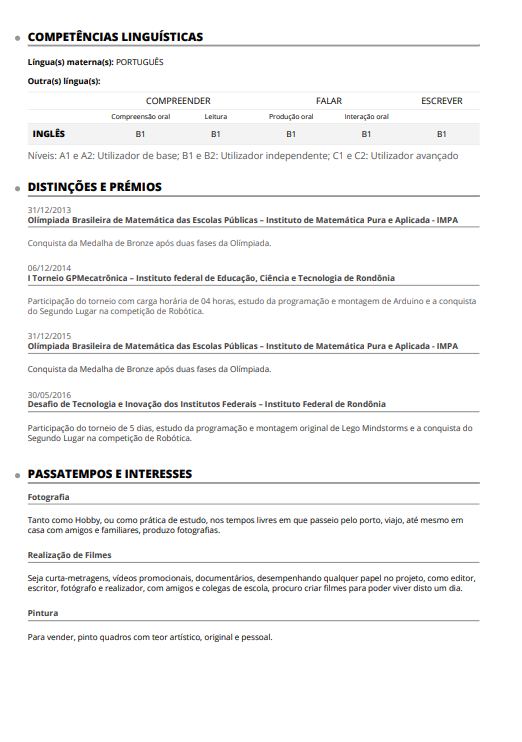 COMPETÊNCIAS LINGUÍSTICAS
Língua(s) materna(s): PORTUGUÊS
Outra(s) língua(s):
COMPREENDER FALAR ESCREVER
Compreensão oral Leitura Produção oral Interação oral
INGLÊS B1 B1 B1 B1 B1
Níveis: A1 e A2: Utilizador de base; B1 e B2: Utilizador independente; C1 e C2: Utilizador avançado
DISTINÇÕES E PRÉMIOS
31/12/2013
Olímpiada Brasileira de Matemática das Escolas Públicas – Instituto de Matemática Pura e Aplicada - IMPA
Conquista da Medalha de Bronze após duas fases da Olímpiada.
06/12/2014
I Torneio GPMecatrônica – Instituto federal de Educação, Ciência e Tecnologia de Rondônia
Participação do torneio com carga horária de 04 horas, estudo da programação e montagem de Arduino e a conquista
do Segundo Lugar na competição de Robótica.
31/12/2015
Olímpiada Brasileira de Matemática das Escolas Públicas – Instituto de Matemática Pura e Aplicada - IMPA
Conquista da Medalha de Bronze após duas fases da Olímpiada.
30/05/2016
Desafio de Tecnologia e Inovação dos Institutos Federais – Instituto Federal de Rondônia
Participação do torneio de 5 dias, estudo da programação e montagem original de Lego Mindstorms e a conquista do
Segundo Lugar na competição de Robótica.
PASSATEMPOS E INTERESSES
Fotografia
Tanto como Hobby, ou como prática de estudo, nos tempos livres em que passeio pelo porto, viajo, até mesmo em
casa com amigos e familiares, produzo fotografias.
Realização de Filmes
Seja curta-metragens, vídeos promocionais, documentários, desempenhando qualquer papel no projeto, como editor,
escritor, fotógrafo e realizador, com amigos e colegas de escola, procuro criar filmes para poder viver disto um dia.
Pintura
Para vender, pinto quadros com teor artístico, original e pessoal.